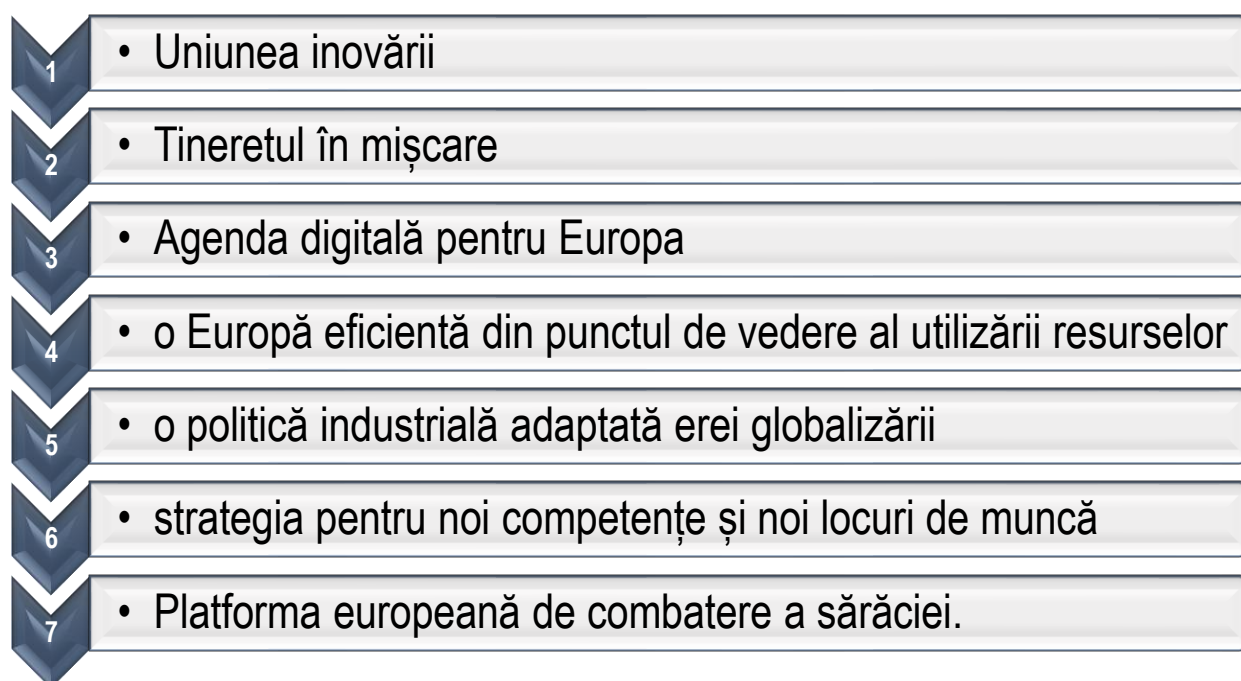 1 • Uniunea inovării
2 • Tineretul în mișcare
3 • Agenda digitală pentru Europa
4 • o Europă eficientă din punctul de vedere al utilizării resurselor
5 • o politică industrială adaptată erei globalizării
6 • strategia pentru noi competențe și noi locuri de muncă
7 • Platforma europeană de combatere a sărăciei.